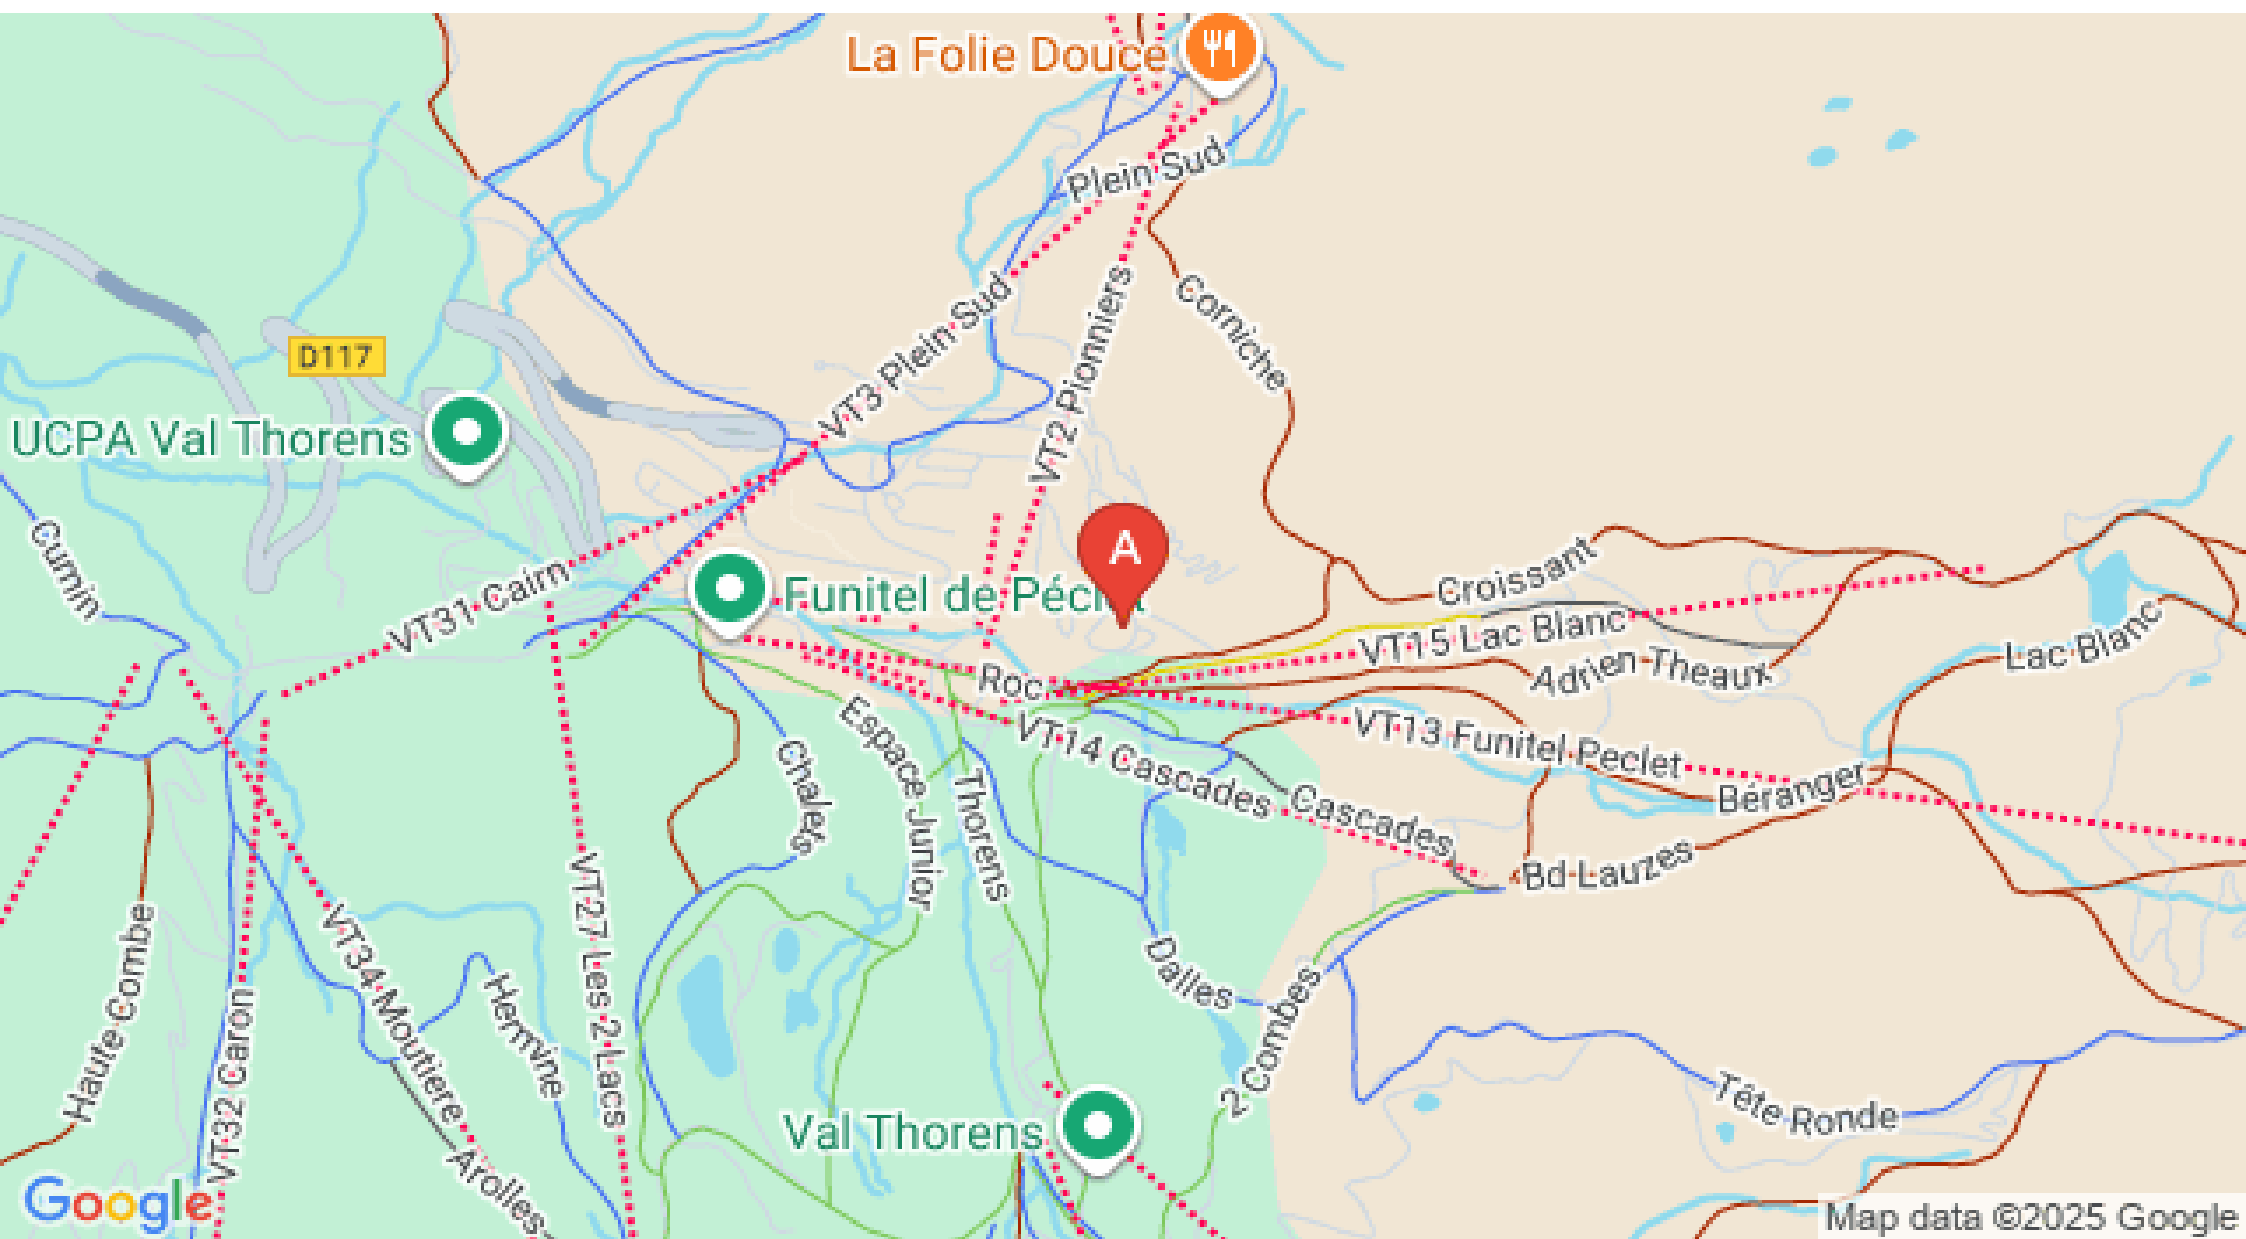 La Folie Douce
Plein Sud
Corniche
VT3 Plein Sud
VT2 Pionniers
D117
UCPA Val Thorens
A
Cumin
Funitel de Péclet
Croissant
VT31 Cairn
VT15 Lac Blanc
Lac Blanc
Adrien Theaux
Roc
VT13 Funitel Peclet
VT14 Cascades
Espace Junior
Chalets
Thorens
Cascades
Béranger
Bd Lauzes
VT27 Les 2 Lacs
VT34 Moutiere
Haute Combe
VT32 Caron
Hermine
Dalles
2 Combes
Tête Ronde
Val Thorens
Arolles
Google
Map data ©2025 Google